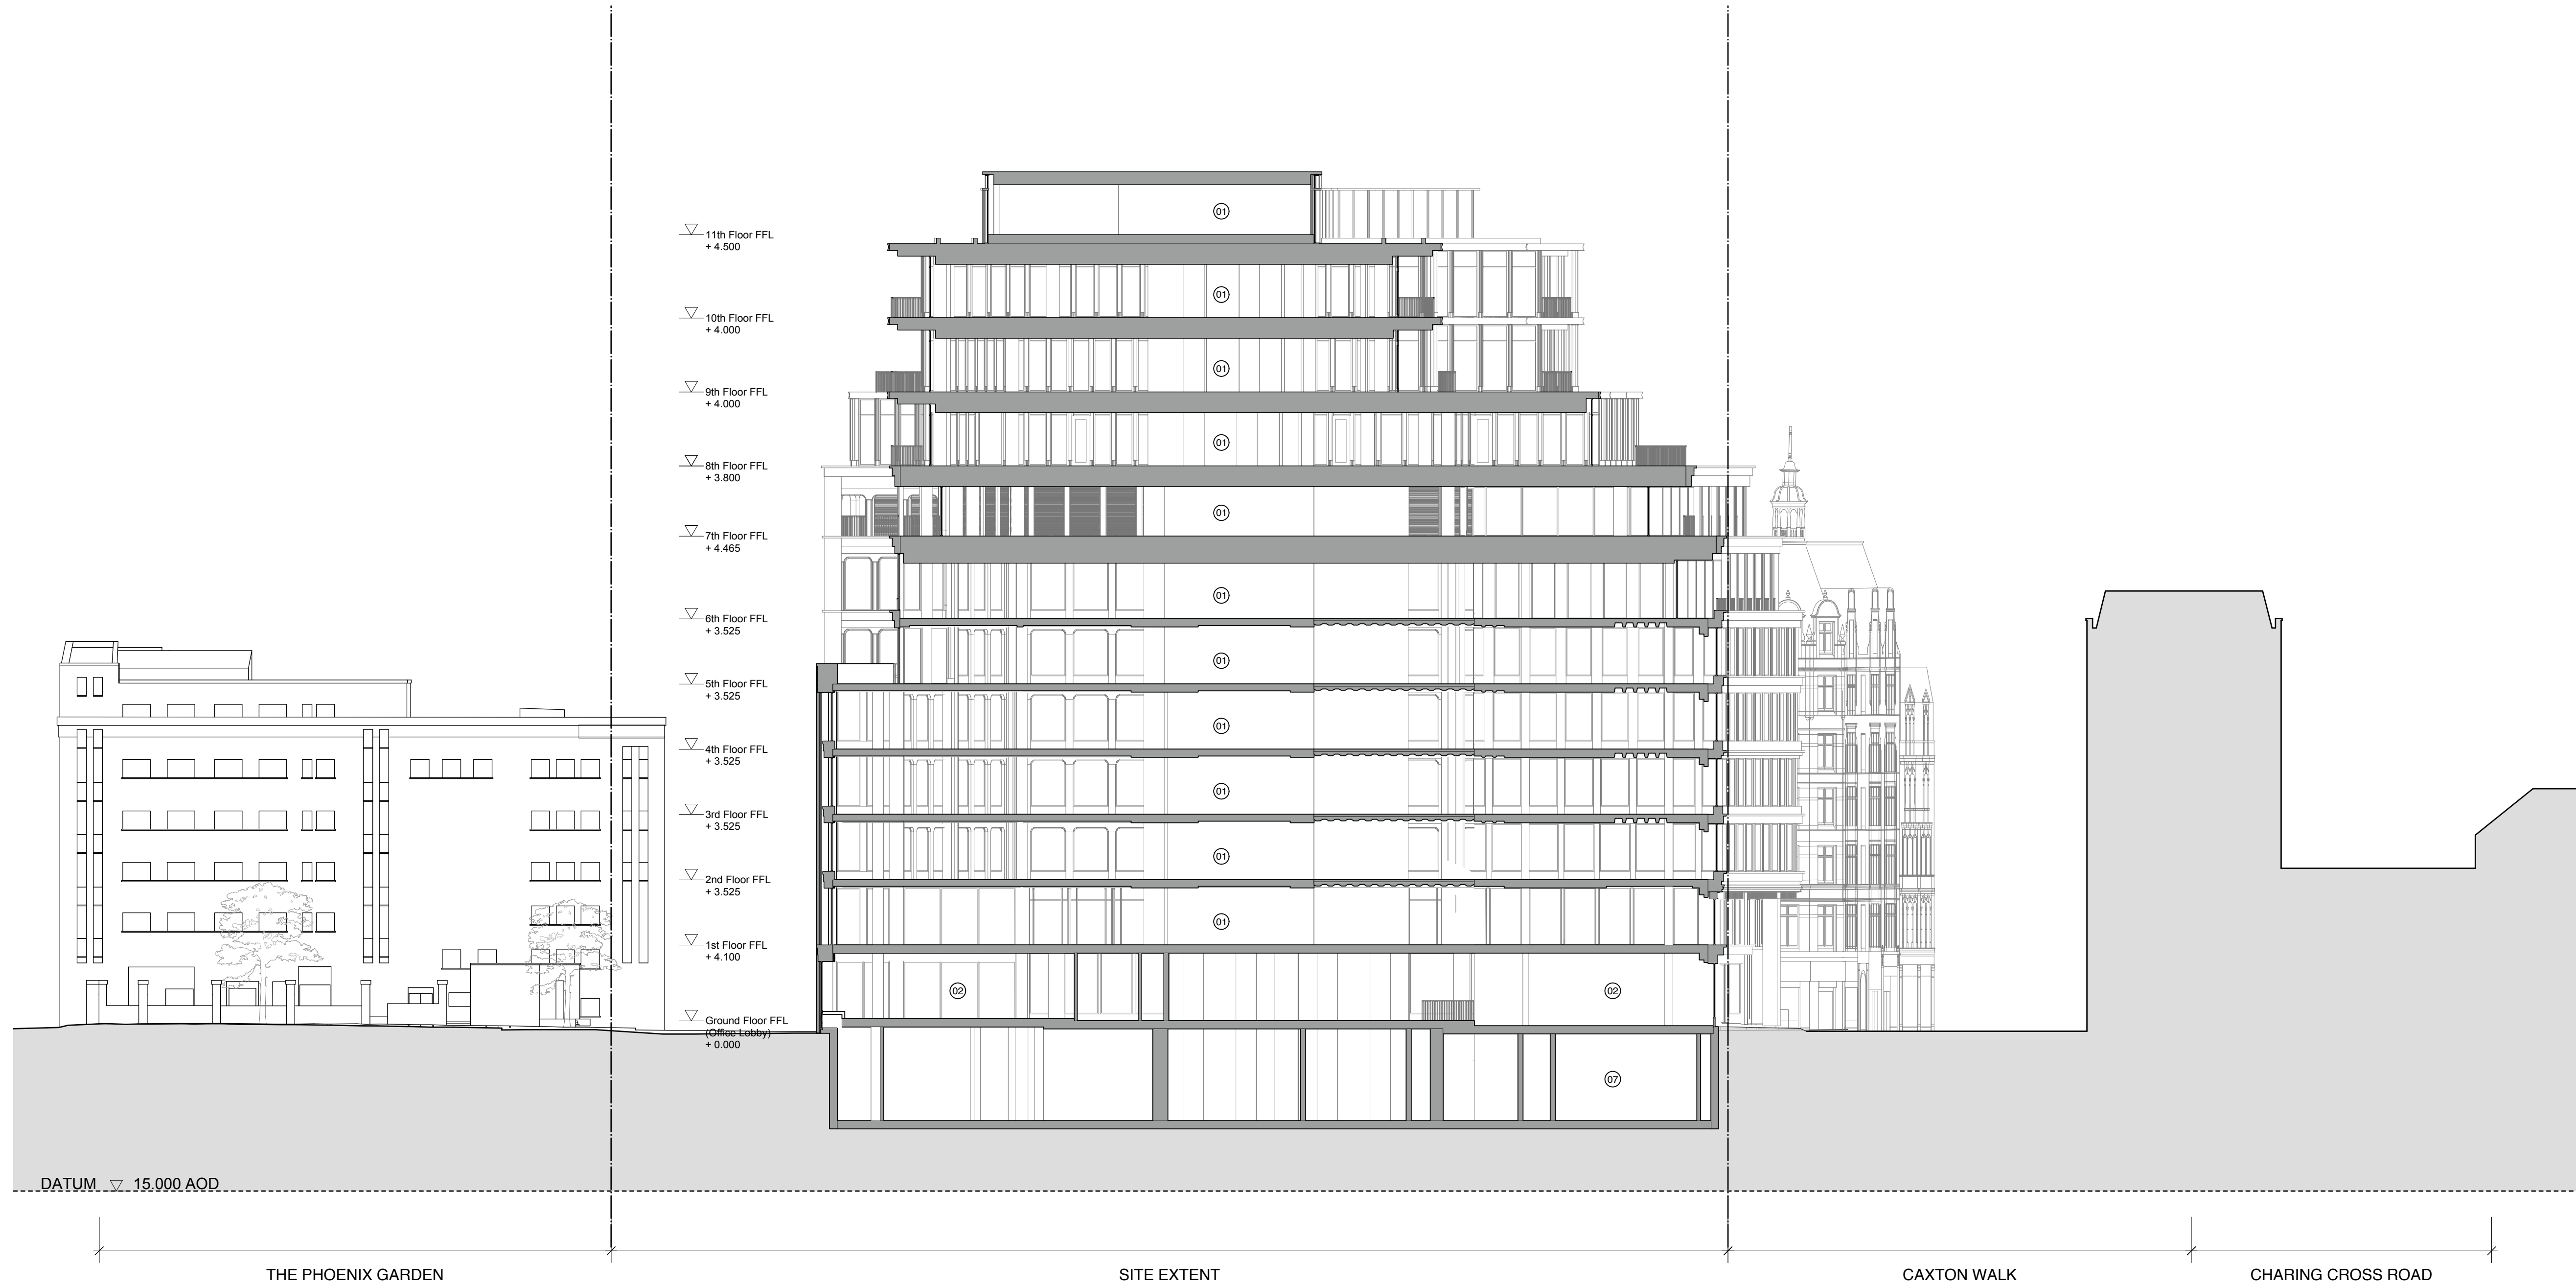 01
11th Floor FFL
+ 4.500
01
10th Floor FFL
+ 4.000
01
9th Floor FFL
+ 4.000
01
8th Floor FFL
+ 3.800
01
7th Floor FFL
+ 4.465
01
6th Floor FFL
+ 3.525
01
5th Floor FFL
+ 3.525
01
4th Floor FFL
+ 3.525
01
3rd Floor FFL
+ 3.525
01
2nd Floor FFL
+ 3.525
01
1st Floor FFL
+ 4.100
02
02
Ground Floor FFL
(Office Lobby)
+ 0.000
07
DATUM 15.000 AOD
THE PHOENIX GARDEN
SITE EXTENT
CAXTON WALK
CHARING CROSS ROAD